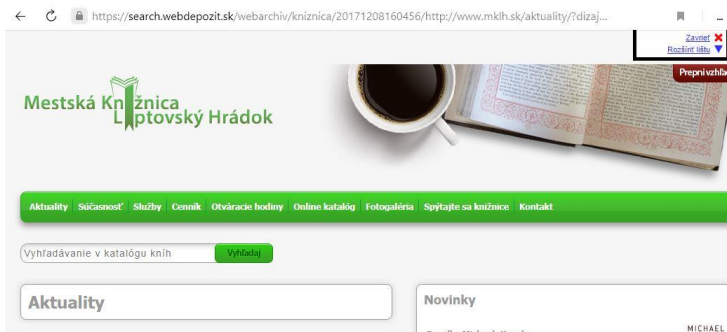 https://search.webdepozit.sk/webarchiv/kniznica/20171208160456/http://www.mklh.sk/aktuality/?dizaj...
Zavrieť
Rozšíriť lištu
Prepni vzhľa
Mestská Knižnica
Liptovský Hrádok
Aktuality Súčasnosť Služby Cenník Otváracie hodiny Online katalóg Fotogaléria Spýtajte sa knižnice Kontakt
Vyhľadávanie v katalógu kníh Vyhľadaj
Aktuality
Novinky
MICHAEL